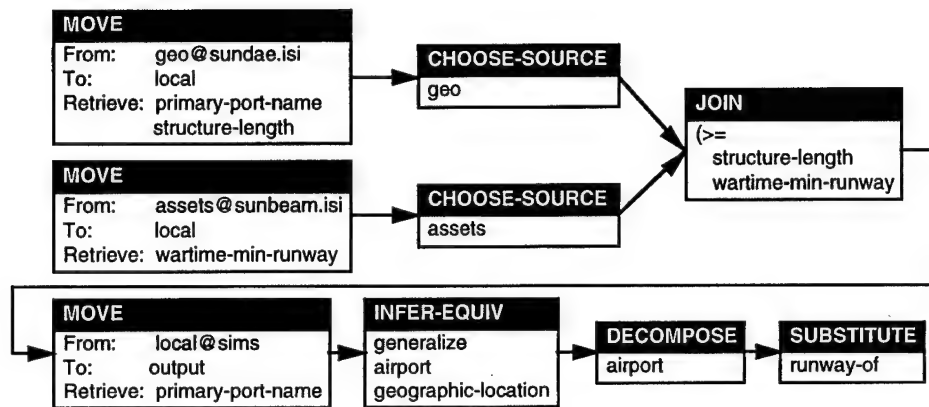 MOVE
From: geo@sundae.isi
To: local
Retrieve: primary-port-name
structure-length
CHOOSE-SOURCE
geo
MOVE
From: assets@sunbeam.isi
To: local
Retrieve: wartime-min-runway
CHOOSE-SOURCE
assets
JOIN
(>=
structure-length
wartime-min-runway
MOVE
From: local@sims
To: output
Retrieve: primary-port-name
INFER-EQUIV
generalize
airport
geographic-location
DECOMPOSE
airport
SUBSTITUTE
runway-of